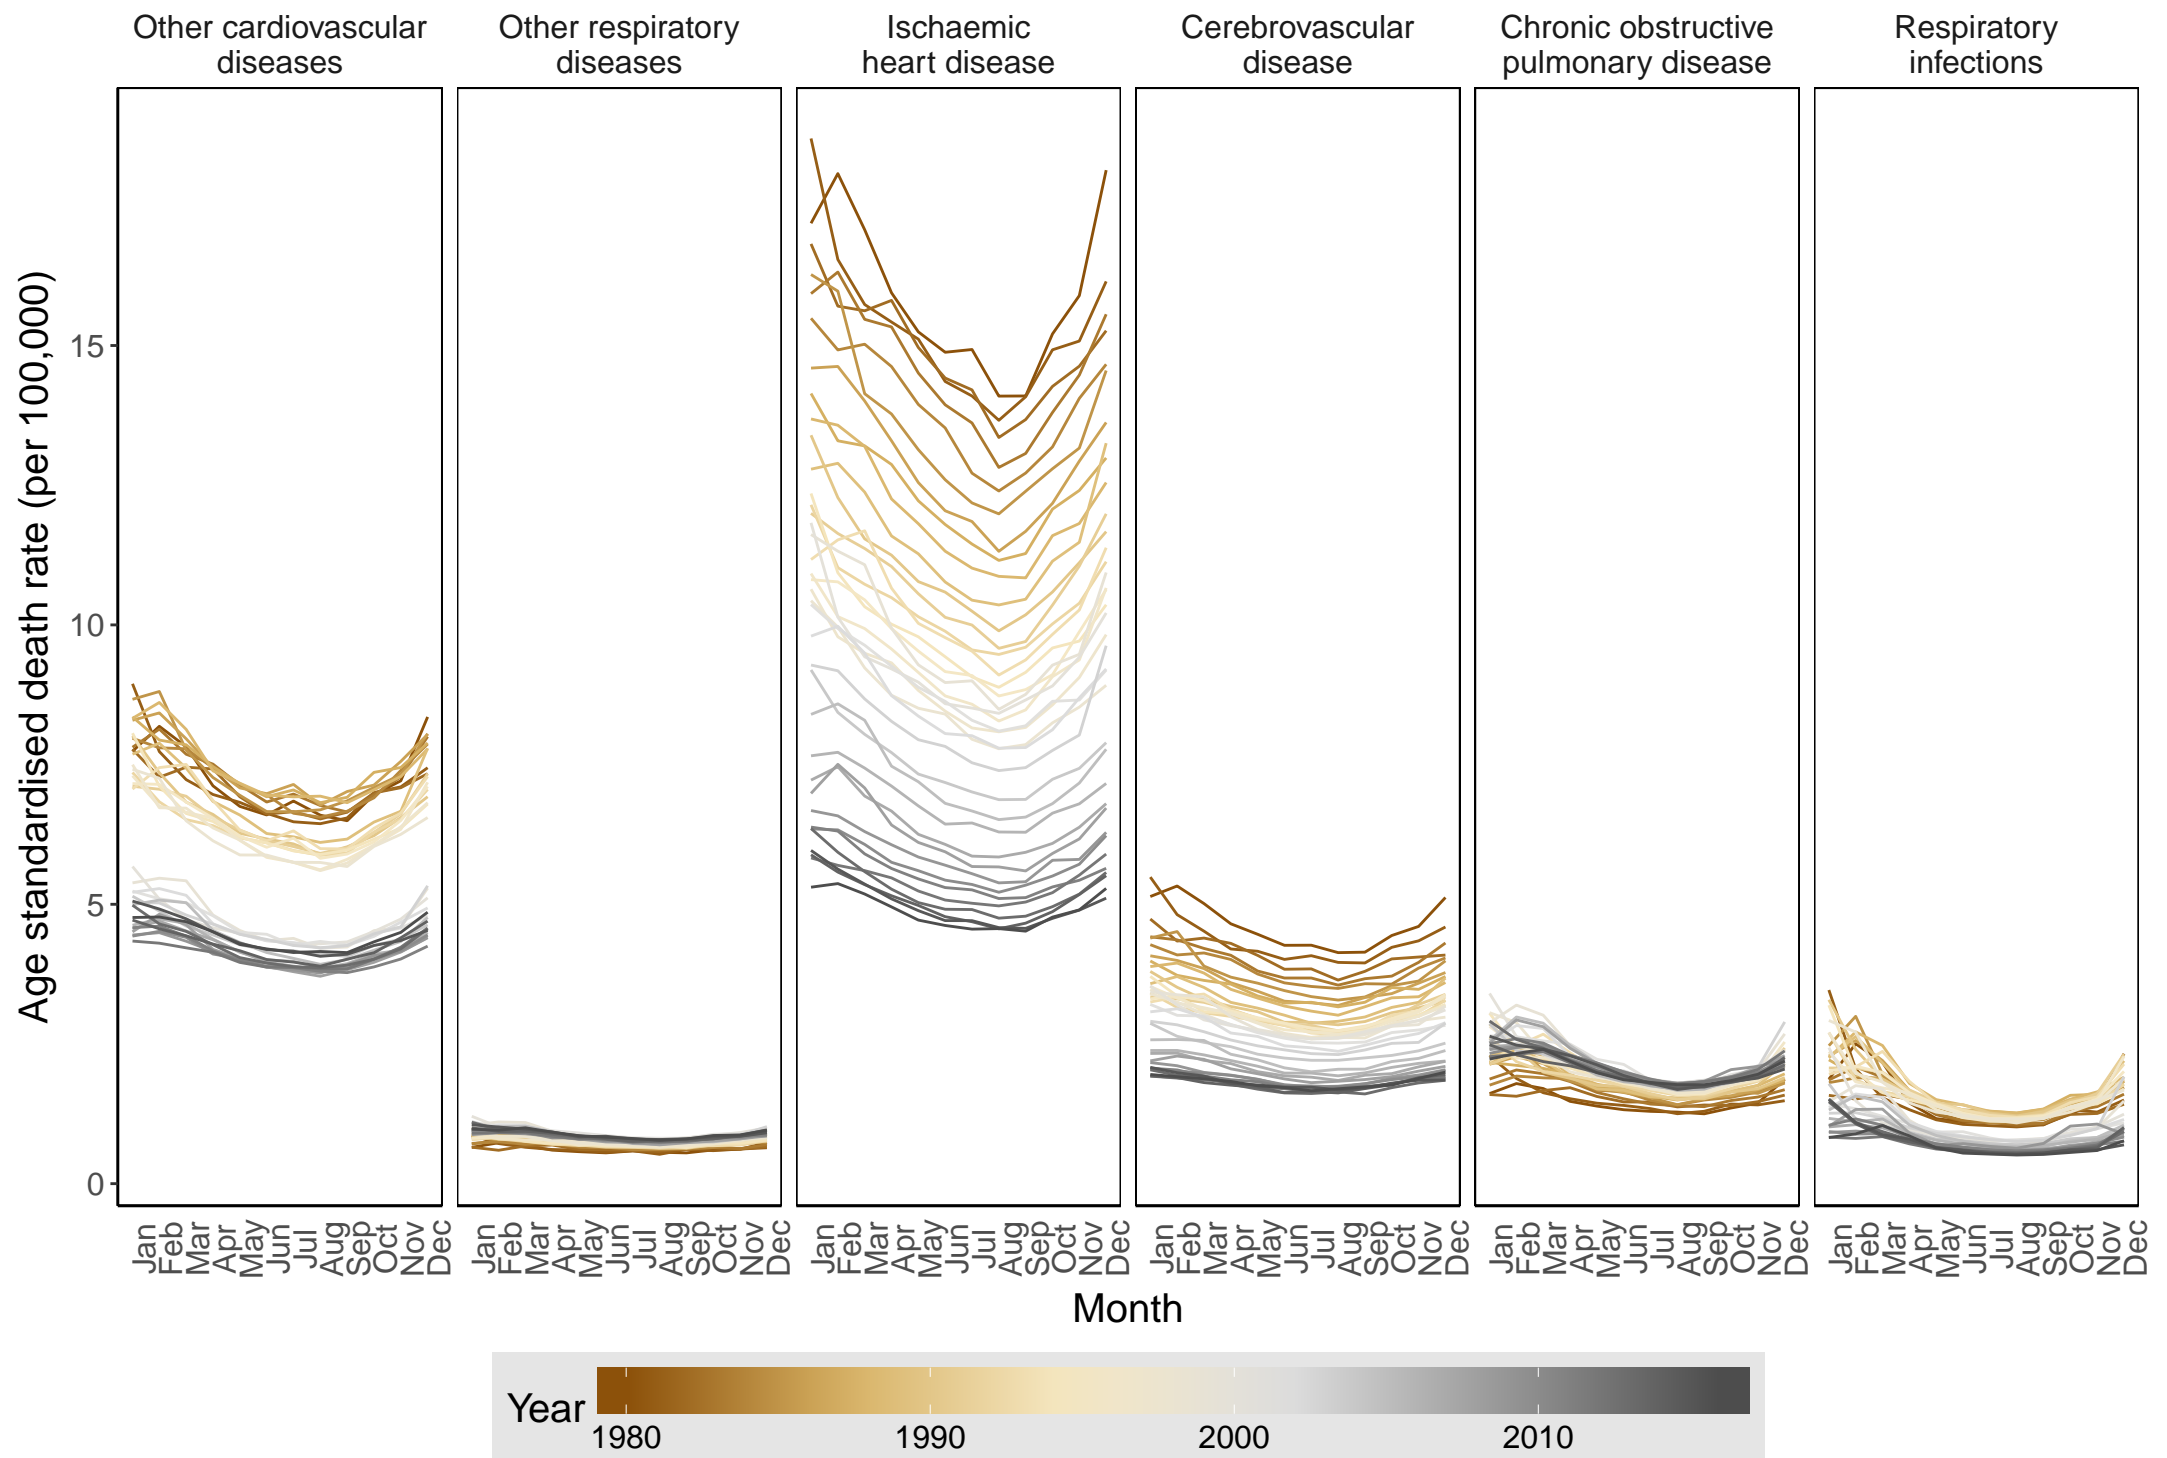 Other cardiovascular
diseases
Other respiratory
diseases
Ischaemic
heart disease
Cerebrovascular
disease
Chronic obstructive
pulmonary disease
Respiratory
infections
Age standardised death rate (per 100,000)
15
10
5
0
Jan Feb Mar Apr May Jun Jul Aug Sep Oct Nov Dec
Jan Feb Mar Apr May Jun Jul Aug Sep Oct Nov Dec
Jan Feb Mar Apr May Jun Jul Aug Sep Oct Nov Dec
Jan Feb Mar Apr May Jun Jul Aug Sep Oct Nov Dec
Jan Feb Mar Apr May Jun Jul Aug Sep Oct Nov Dec
Jan Feb Mar Apr May Jun Jul Aug Sep Oct Nov Dec
Month
Year
1980 1990 2000 2010